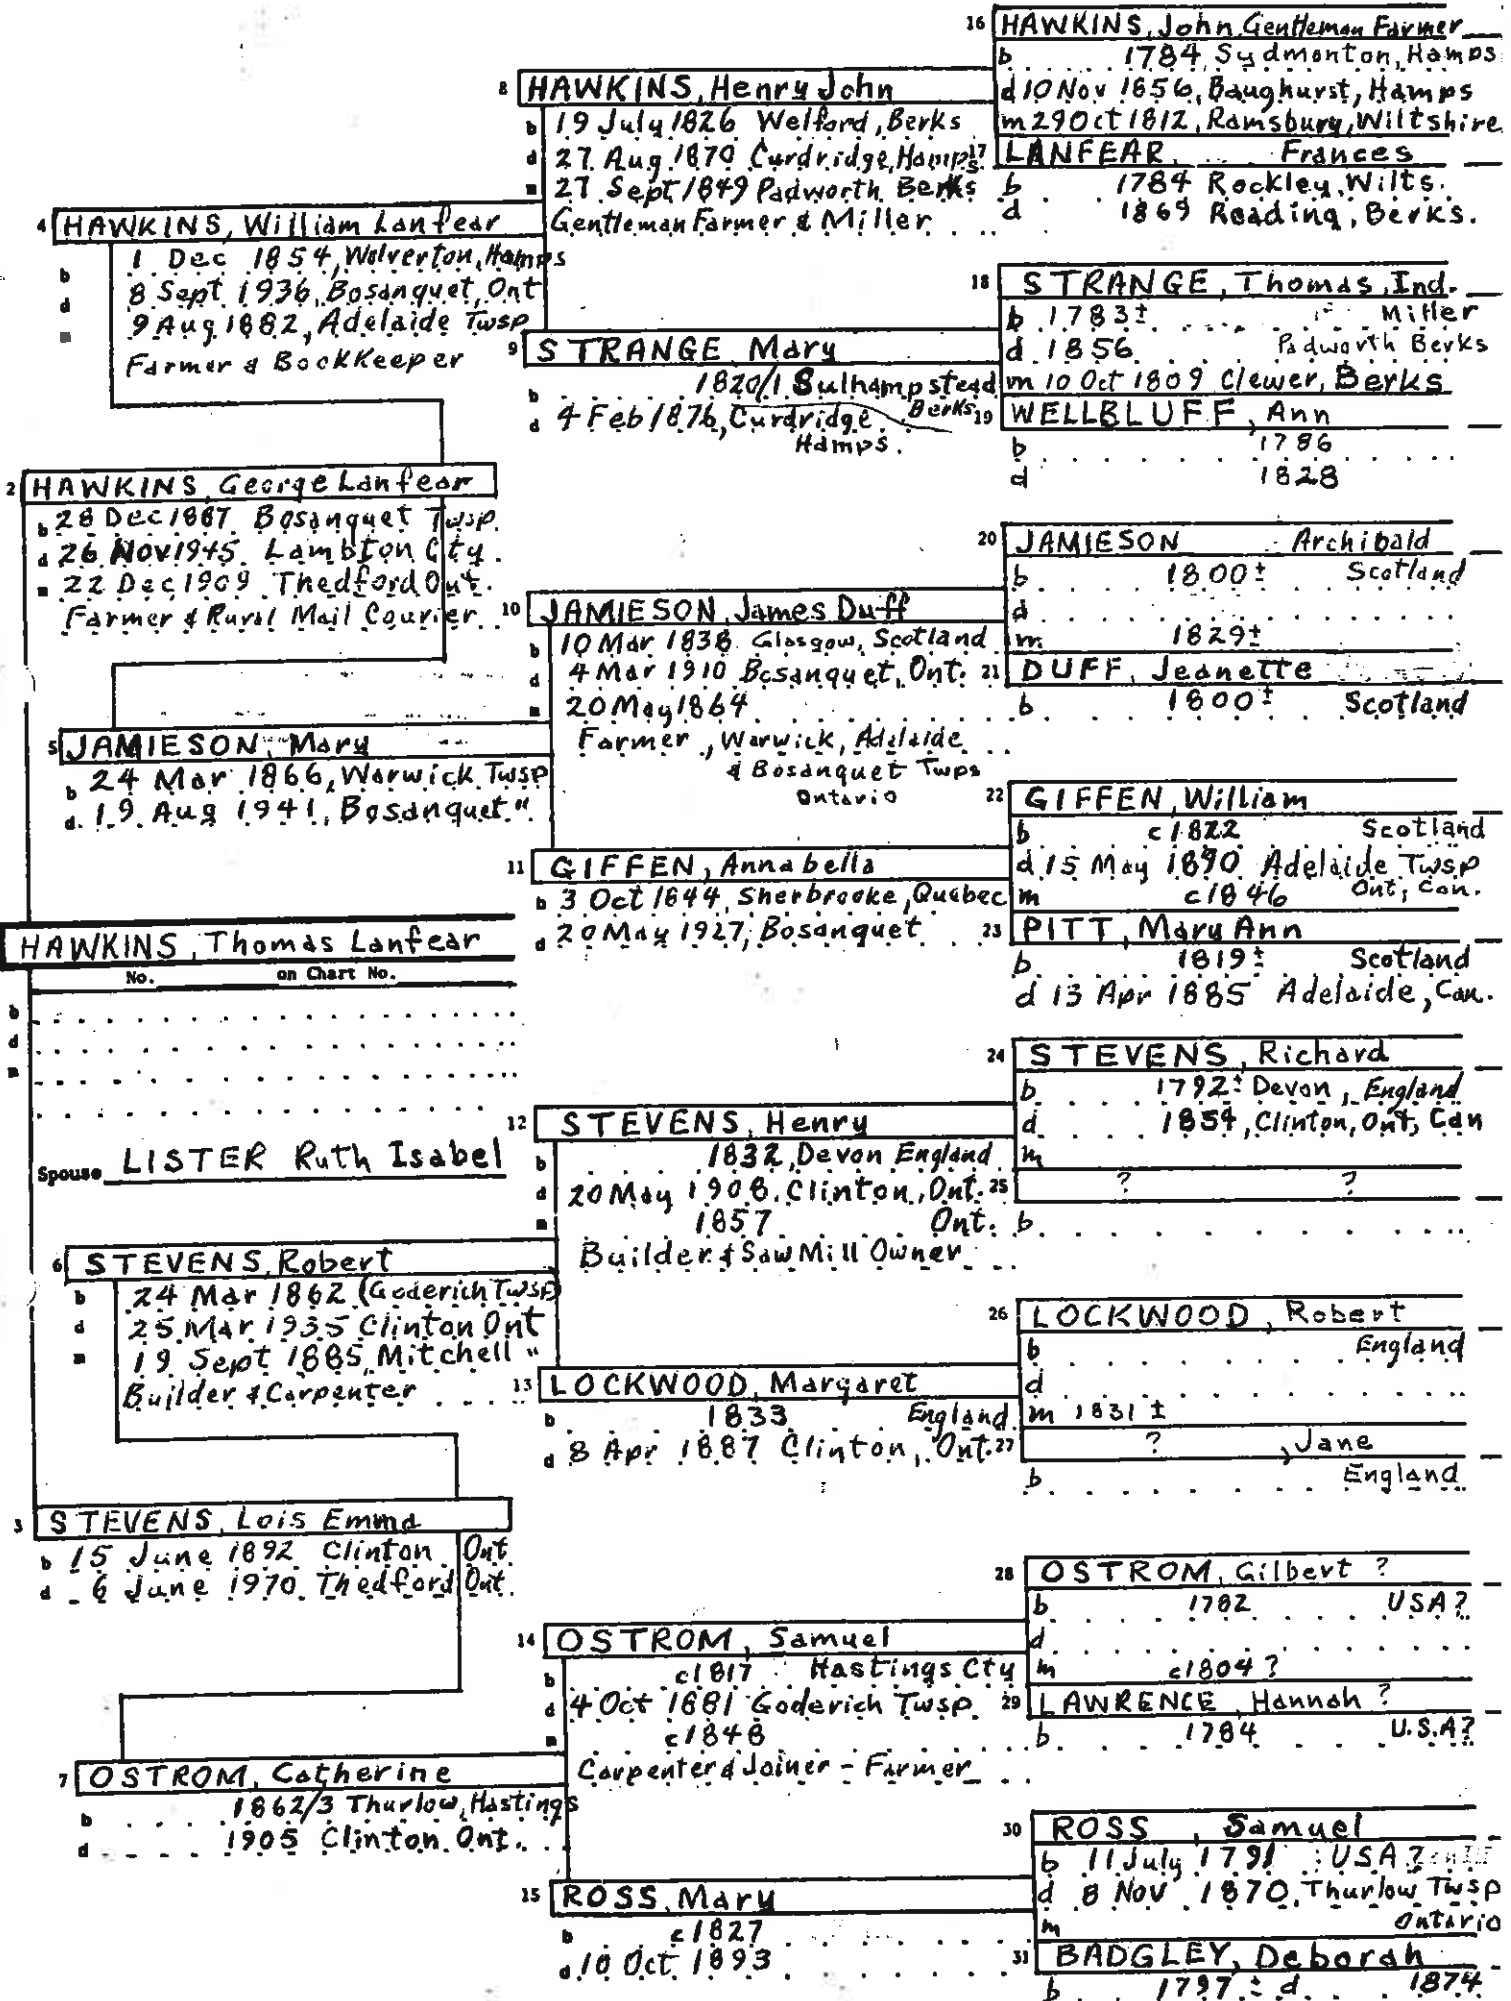 16 HAWKINS, John, Gentleman Farmer
b 1784 Sydmonton, Hamps
d 10 Nov 1856, Baughurst, Hamps
m 29 Oct 1812, Ramsbury, Wiltshire
17 LANFEAR, Frances
b 1784 Rockley, Wilts.
d 1869 Reading, Berks.
8 HAWKINS, Henry John
b 19 July 1826 Welford, Berks
d 27 Aug 1870 Curdridge, Hamps
m 27 Sept 1849 Padworth Berks
Gentleman Farmer & Miller
4 HAWKINS, William Lanfear
b 1 Dec 1854, Wolverton, Hamps
d 8 Sept 1936, Bosanquet, Ont
m 9 Aug 1882, Adelaide Twsp
Farmer & BookKeeper
18 STRANGE, Thomas, Ind.
Miller
b 1783±
d 1856 Padworth Berks
m 10 Oct 1809 Clewer, Berks
19 WELLBLUFF, Ann
b 1786
d 1828
9 STRANGE Mary
b 1820/1 Sulhampstead
Berks
d 4 Feb 1876, Curdridge
Hamps.
2 HAWKINS, George Lanfear
b 28 Dec 1887 Bosanquet Twsp.
d 26 Nov 1945 Lambton Cty.
m 22 Dec, 1909 Thedford Ont.
Farmer & Rural Mail Courier
20 JAMIESON Archibald
b 1800± Scotland
d
m 1829±
21 DUFF, Jeanette
b 1800± Scotland
10 JAMIESON, James Duff
b 10 Mar 1838 Glasgow, Scotland
d 4 Mar 1910 Bosanquet, Ont.
m 20 May 1864
Farmer, Warwick, Adelaide
& Bosanquet Twps
Ontario
5 JAMIESON, Mary
b 24 Mar 1866, Warwick Twsp
d 19 Aug 1941, Bosanquet "
22 GIFFEN, William
b c1822 Scotland
d 15 May 1890 Adelaide Twsp
Ont, Can.
m c1846
23 PITT, Mary Ann
b 1819± Scotland
d 13 Apr 1885 Adelaide, Can.
11 GIFFEN, Annabella
b 3 Oct 1844, Sherbrooke, Quebec
d 20 May 1927, Bosanquet
HAWKINS, Thomas Lanfear
No. on Chart No.
b
d
m
Spouse LISTER Ruth Isabel
24 STEVENS, Richard
b 1792± Devon, England
d 1854, Clinton, Ont, Can
m
25 ? ?
b
12 STEVENS, Henry
b 1832, Devon England
d 20 May 1908, Clinton, Ont.
m 1857 Ont.
Builder & Saw Mill Owner
6 STEVENS, Robert
b 24 Mar 1862 (Goderich Twsp)
d 25 Mar 1935 Clinton Ont
m 19 Sept 1885, Mitchell "
Builder & Carpenter
26 LOCKWOOD, Robert
b England
d
m 1831±
27 ? , Jane
b England
13 LOCKWOOD, Margaret
b 1833 England
d 8 Apr 1887 Clinton, Ont.
3 STEVENS, Lois Emma
b 15 June 1892 Clinton Ont.
d 6 June 1970 Thedford Ont.
28 OSTROM, Gilbert ?
b 1782 USA?
d
m c1804?
29 LAWRENCE, Hannah ?
b 1784 U.S.A?
14 OSTROM, Samuel
b c1817 Hastings Cty
d 4 Oct 1881 Goderich Twsp.
m c1848
Carpenter & Joiner - Farmer
7 OSTROM, Catherine
b 1862/3 Thurlow, Hastings
d 1905 Clinton Ont.
30 ROSS, Samuel
b 11 July 1791 USA?
d 8 Nov 1870, Thurlow Twsp
Ontario
m
31 BADGLEY, Deborah
b 1797± d 1874
15 ROSS, Mary
b c1827
d 10 Oct 1893